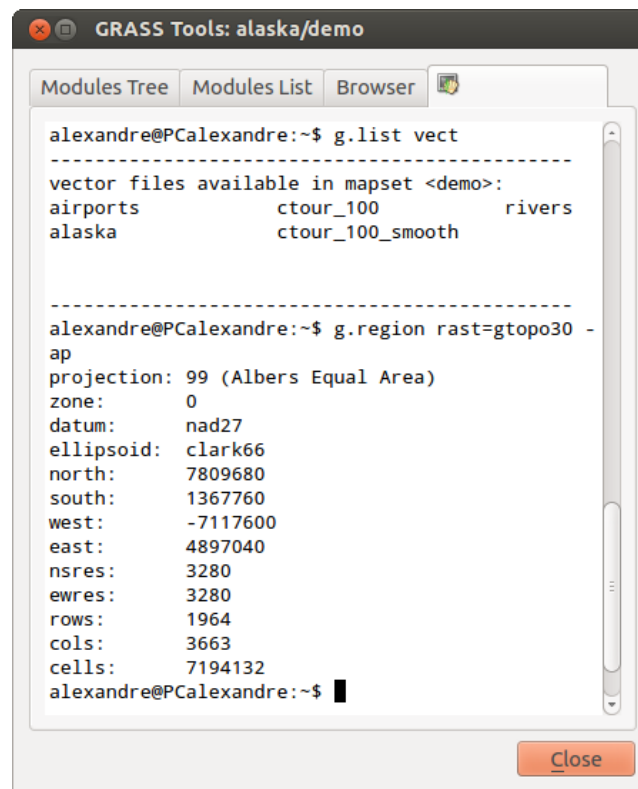 GRASS Tools: alaska/demo
Modules Tree Modules List Browser
alexandre@PCalexandre:~$ g.list vect
----------------------------------------------
vector files available in mapset <demo>:
airports ctour_100 rivers
alaska ctour_100_smooth
----------------------------------------------
alexandre@PCalexandre:~$ g.region rast=gtopo30 -
ap
projection: 99 (Albers Equal Area)
zone: 0
datum: nad27
ellipsoid: clark66
north: 7809680
south: 1367760
west: -7117600
east: 4897040
nsres: 3280
ewres: 3280
rows: 1964
cols: 3663
cells: 7194132
alexandre@PCalexandre:~$
Close